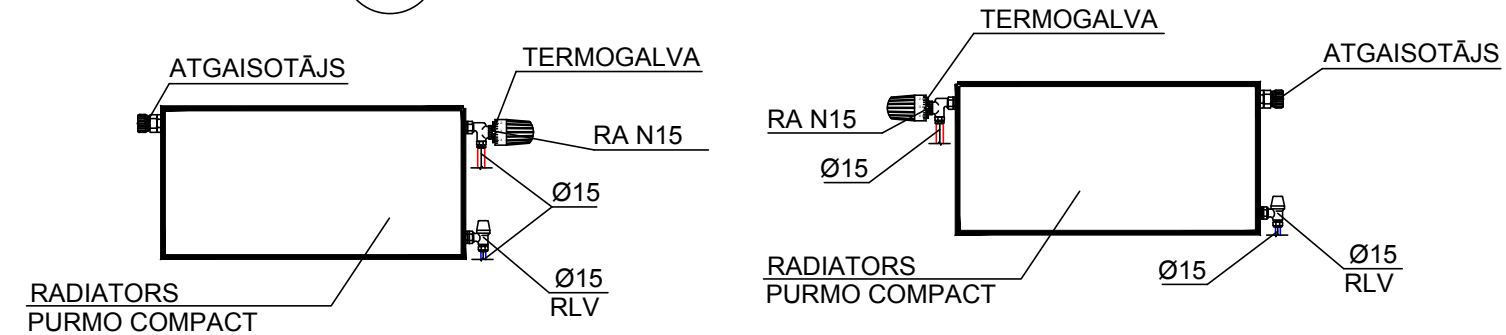 ATGAISOTĀJS
TERMOGALVA
RA N15
Ø15
Ø15
RLV
RADIATORS
PURMO COMPACT
TERMOGALVA
ATGAISOTĀJS
RA N15
Ø15
RADIATORS
PURMO COMPACT
Ø15
Ø15
RLV